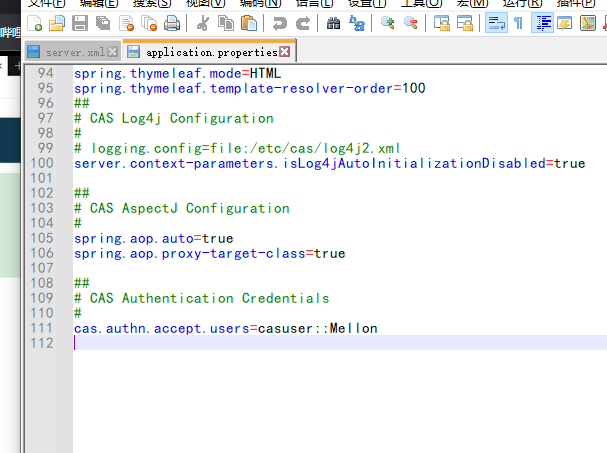 文件(F) 编辑(E) 搜索(S) 视图(V) 编码(N) 语言(L) 设置(T) 工具(O) 宏(M) 运行(R) 插件(P)
哔
server.xml application.properties
94 spring.thymeleaf.mode=HTML
95 spring.thymeleaf.template-resolver-order=100
96 ##
97 # CAS Log4j Configuration
98 #
99 # logging.config=file:/etc/cas/log4j2.xml
100 server.context-parameters.isLog4jAutoInitializationDisabled=true
101
102 ##
103 # CAS AspectJ Configuration
104 #
105 spring.aop.auto=true
106 spring.aop.proxy-target-class=true
107
108 ##
109 # CAS Authentication Credentials
110 #
111 cas.authn.accept.users=casuser::Mellon
112